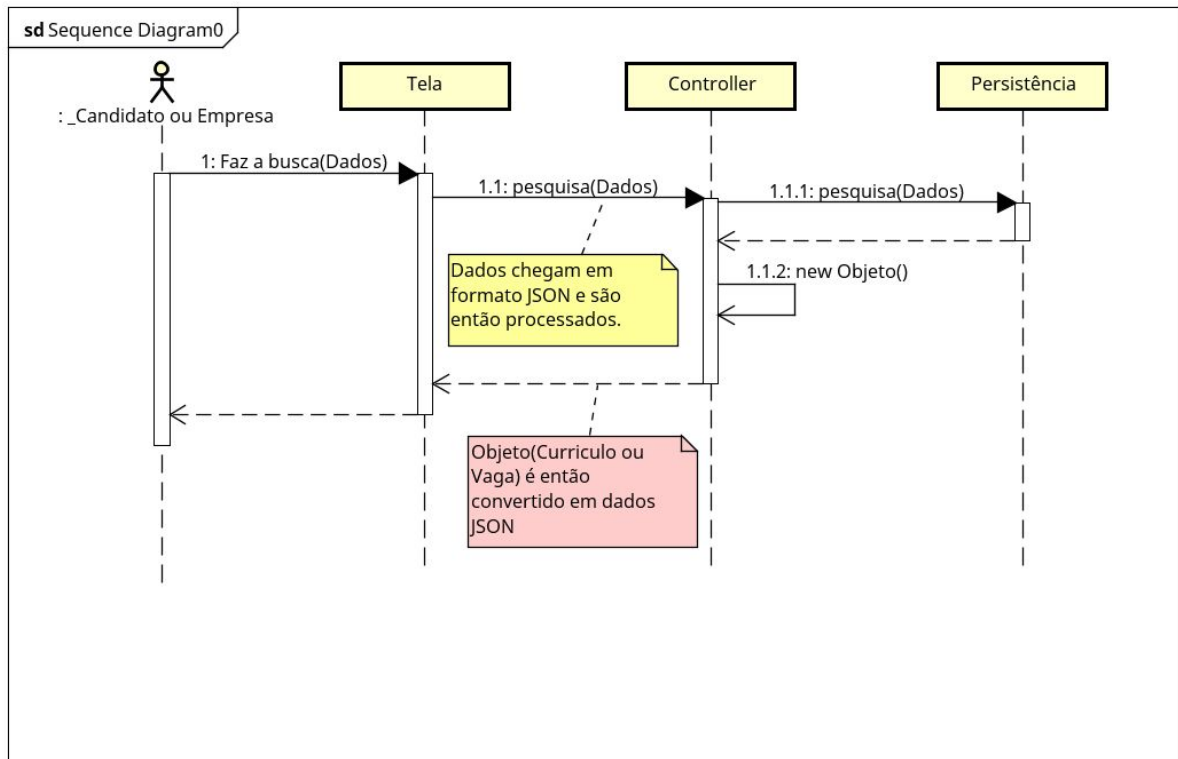 sd Sequence Diagram0
: _Candidato ou Empresa
Tela
Controller
Persistência
1: Faz a busca(Dados)
1.1: pesquisa(Dados)
1.1.1: pesquisa(Dados)
Dados chegam em
formato JSON e são
então processados.
1.1.2: new Objeto()
Objeto(Curriculo ou
Vaga) é então
convertido em dados
JSON